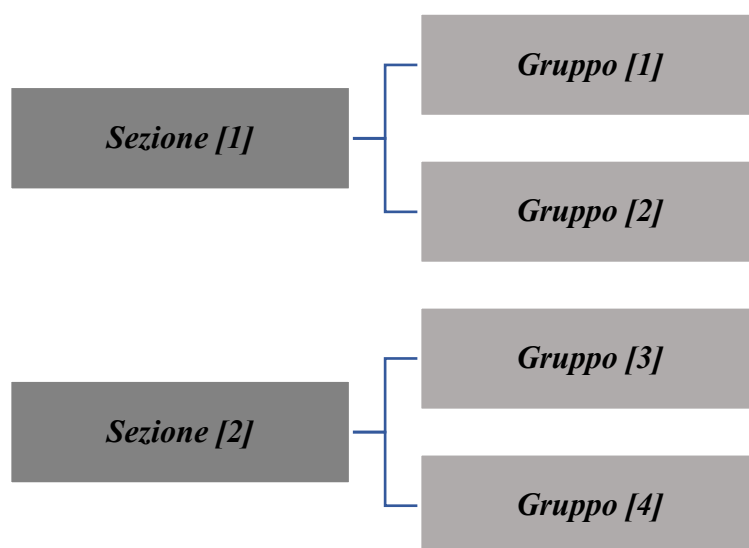 Sezione [1]
Gruppo [1]
Gruppo [2]
Sezione [2]
Gruppo [3]
Gruppo [4]